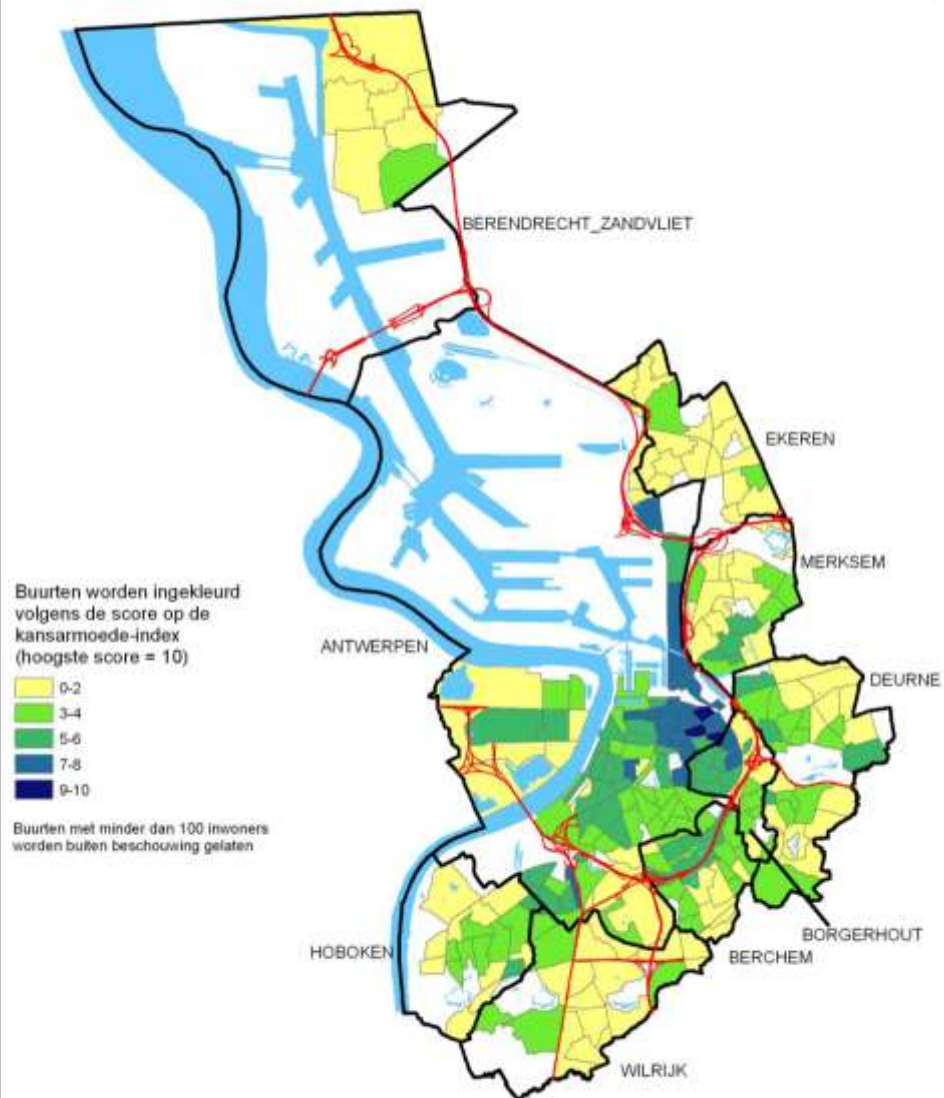 BERENDRECHT_ZANDVLIET
EKEREN
MERKSEM
Buurten worden ingekleurd
volgens de score op de
kansarmoede-index
(hoogste score = 10)
0-2
3-4
5-6
7-8
9-10
Buurten met minder dan 100 inwoners
worden buiten beschouwing gelaten
ANTWERPEN
DEURNE
HOBOKEN
BORGERHOUT
BERCHEM
WILRIJK